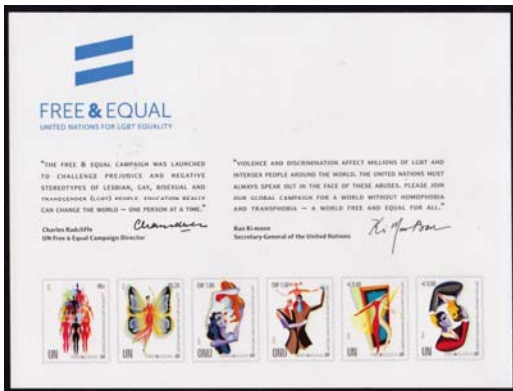 FREE & EQUAL
UNITED NATIONS FOR LGBT EQUALITY
"THE FREE & EQUAL CAMPAIGN WAS LAUNCHED
TO CHALLENGE PREJUDICE AND NEGATIVE
STEREOTYPES OF LESBIAN, GAY, BISEXUAL AND
TRANSGENDER (LGBT) PEOPLE. EDUCATION REALLY
CAN CHANGE THE WORLD — ONE PERSON AT A TIME."
Charles Radcliffe
UN Free & Equal Campaign Director
"VIOLENCE AND DISCRIMINATION AFFECT MILLIONS OF LGBT AND
INTERSEX PEOPLE AROUND THE WORLD. THE UNITED NATIONS MUST
ALWAYS SPEAK OUT IN THE FACE OF THESE ABUSES. PLEASE JOIN
OUR GLOBAL CAMPAIGN FOR A WORLD WITHOUT HOMOPHOBIA
AND TRANSPHOBIA — A WORLD FREE AND EQUAL FOR ALL."
Ban Ki-moon
Secretary-General of the United Nations
Ki Moon Ban
UN
UN
ONU
ONU
UN
UN